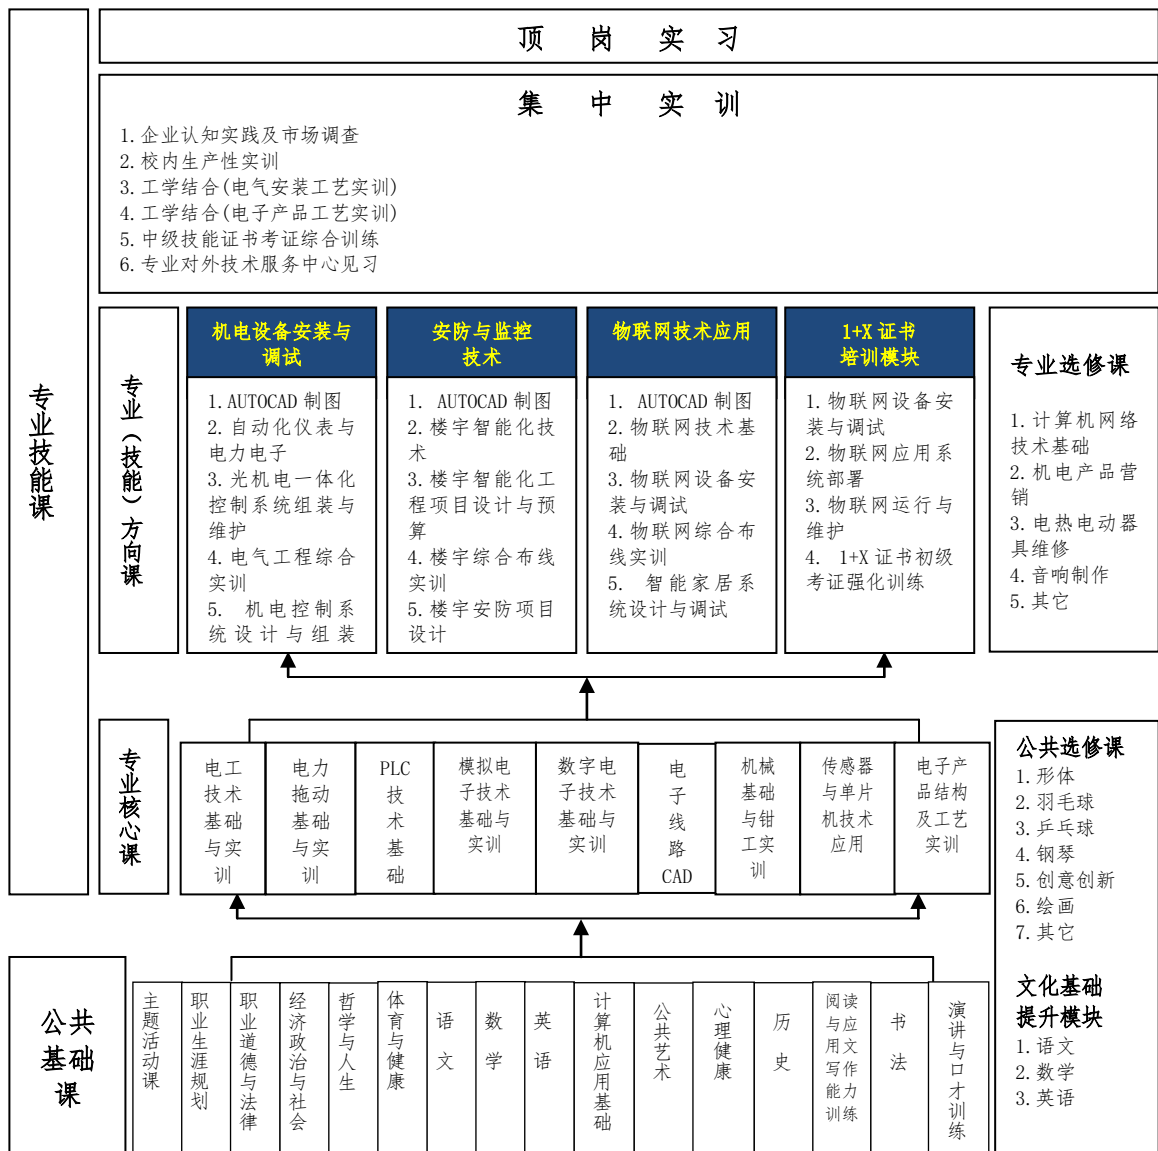 顶 岗 实 习
集 中 实 训
1.企业认知实践及市场调查
2.校内生产性实训
3.工学结合(电气安装工艺实训)
4.工学结合(电子产品工艺实训)
5.中级技能证书考证综合训练
6.专业对外技术服务中心见习
专业技能课
专业（技能）方向课
机电设备安装与
调试
1.AUTOCAD 制图
2.自动化仪表与
电力电子
3.光机电一体化
控制系统组装与
维护
4.电气工程综合
实训
5. 机电控制系
统设计与组装
安防与监控
技术
1. AUTOCAD 制图
2.楼宇智能化技
术
3.楼宇智能化工
程项目设计与预
算
4.楼宇综合布线
实训
5.楼宇安防项目
设计
物联网技术应用
1. AUTOCAD 制图
2.物联网技术基
础
3.物联网设备安
装与调试
4.物联网综合布
线实训
5. 智能家居系
统设计与调试
1+X 证书
培训模块
1.物联网设备安
装与调试
2.物联网应用系
统部署
3.物联网运行与
维护
4. 1+X 证书初级
考证强化训练
专业选修课
1.计算机网络
技术基础
2.机电产品营
销
3.电热电动器
具维修
4.音响制作
5.其它
专业核心课
电工
技术
基础
与实
训
电力
拖动
基础
与实
训
PLC
技
术
基
础
模拟电
子技术
基础与
实训
数字电
子技术
基础与
实训
电
子
线
路
CAD
机械
基础
与钳
工实
训
传感器
与单片
机技术
应用
电子产
品结构
及工艺
实训
公共选修课
1.形体
2.羽毛球
3.乒乓球
4.钢琴
5.创意创新
6.绘画
7.其它
文化基础
提升模块
1.语文
2.数学
3.英语
公共
基础
课
主题活动课
职业生涯规划
职业道德与法律
经济政治与社会
哲学与人生
体育与健康
语文
数学
英语
计算机应用基础
公共艺术
心理健康
历史
阅读
与应
用文
写作
能力
训练
书法
演讲与口才训练